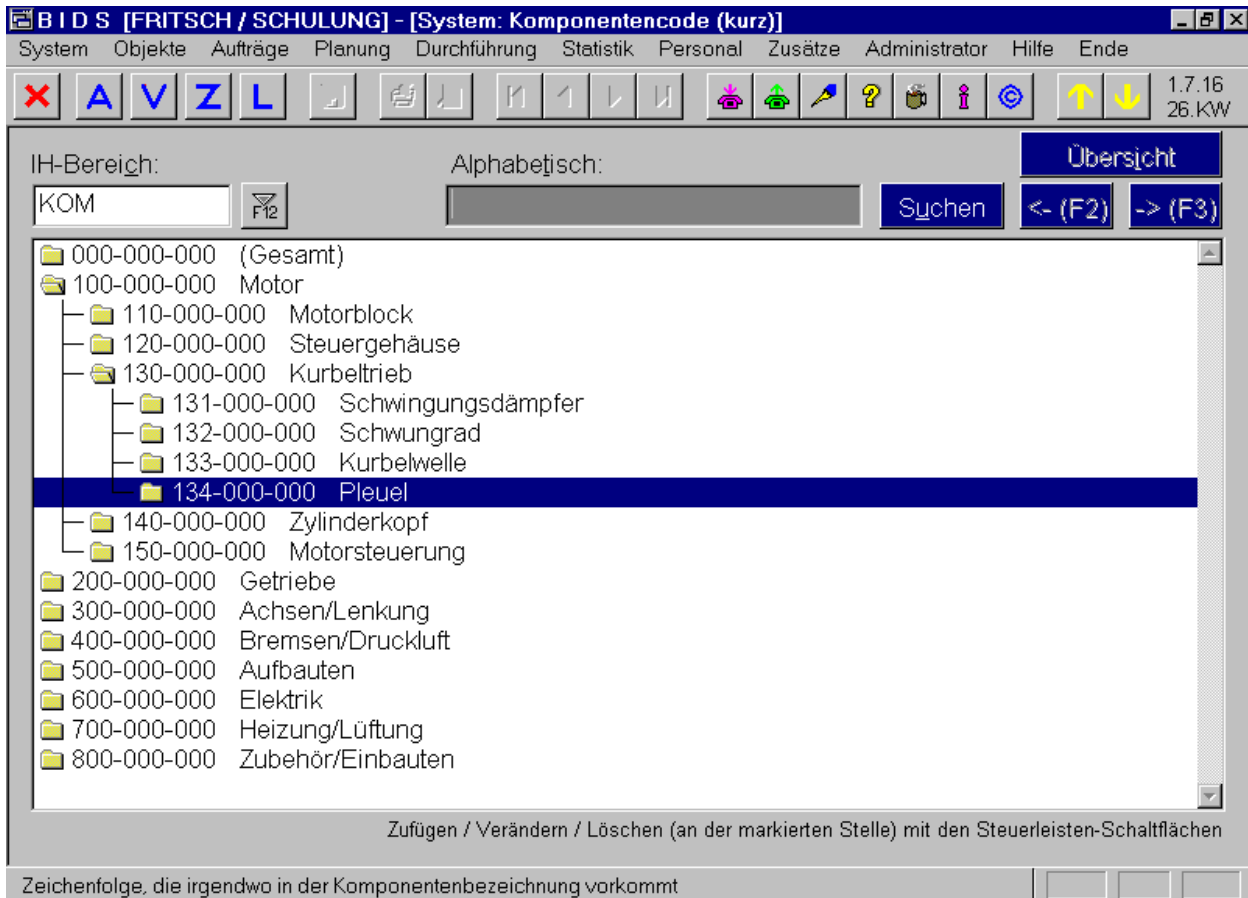 B I D S [FRITSCH / SCHULUNG] - [System: Komponentencode (kurz)]
System Objekte Aufträge Planung Durchführung Statistik Personal Zusätze Administrator Hilfe Ende
A V Z L ? i © 1.7.16
26.KW
IH-Bereich: Alphabetisch: Übersicht
KOM F12 Suchen <- (F2) -> (F3)
000-000-000 (Gesamt)
100-000-000 Motor
110-000-000 Motorblock
120-000-000 Steuergehäuse
130-000-000 Kurbeltrieb
131-000-000 Schwingungsdämpfer
132-000-000 Schwungrad
133-000-000 Kurbelwelle
134-000-000 Pleuel
140-000-000 Zylinderkopf
150-000-000 Motorsteuerung
200-000-000 Getriebe
300-000-000 Achsen/Lenkung
400-000-000 Bremsen/Druckluft
500-000-000 Aufbauten
600-000-000 Elektrik
700-000-000 Heizung/Lüftung
800-000-000 Zubehör/Einbauten
Zufügen / Verändern / Löschen (an der markierten Stelle) mit den Steuerleisten-Schaltflächen
Zeichenfolge, die irgendwo in der Komponentenbezeichnung vorkommt